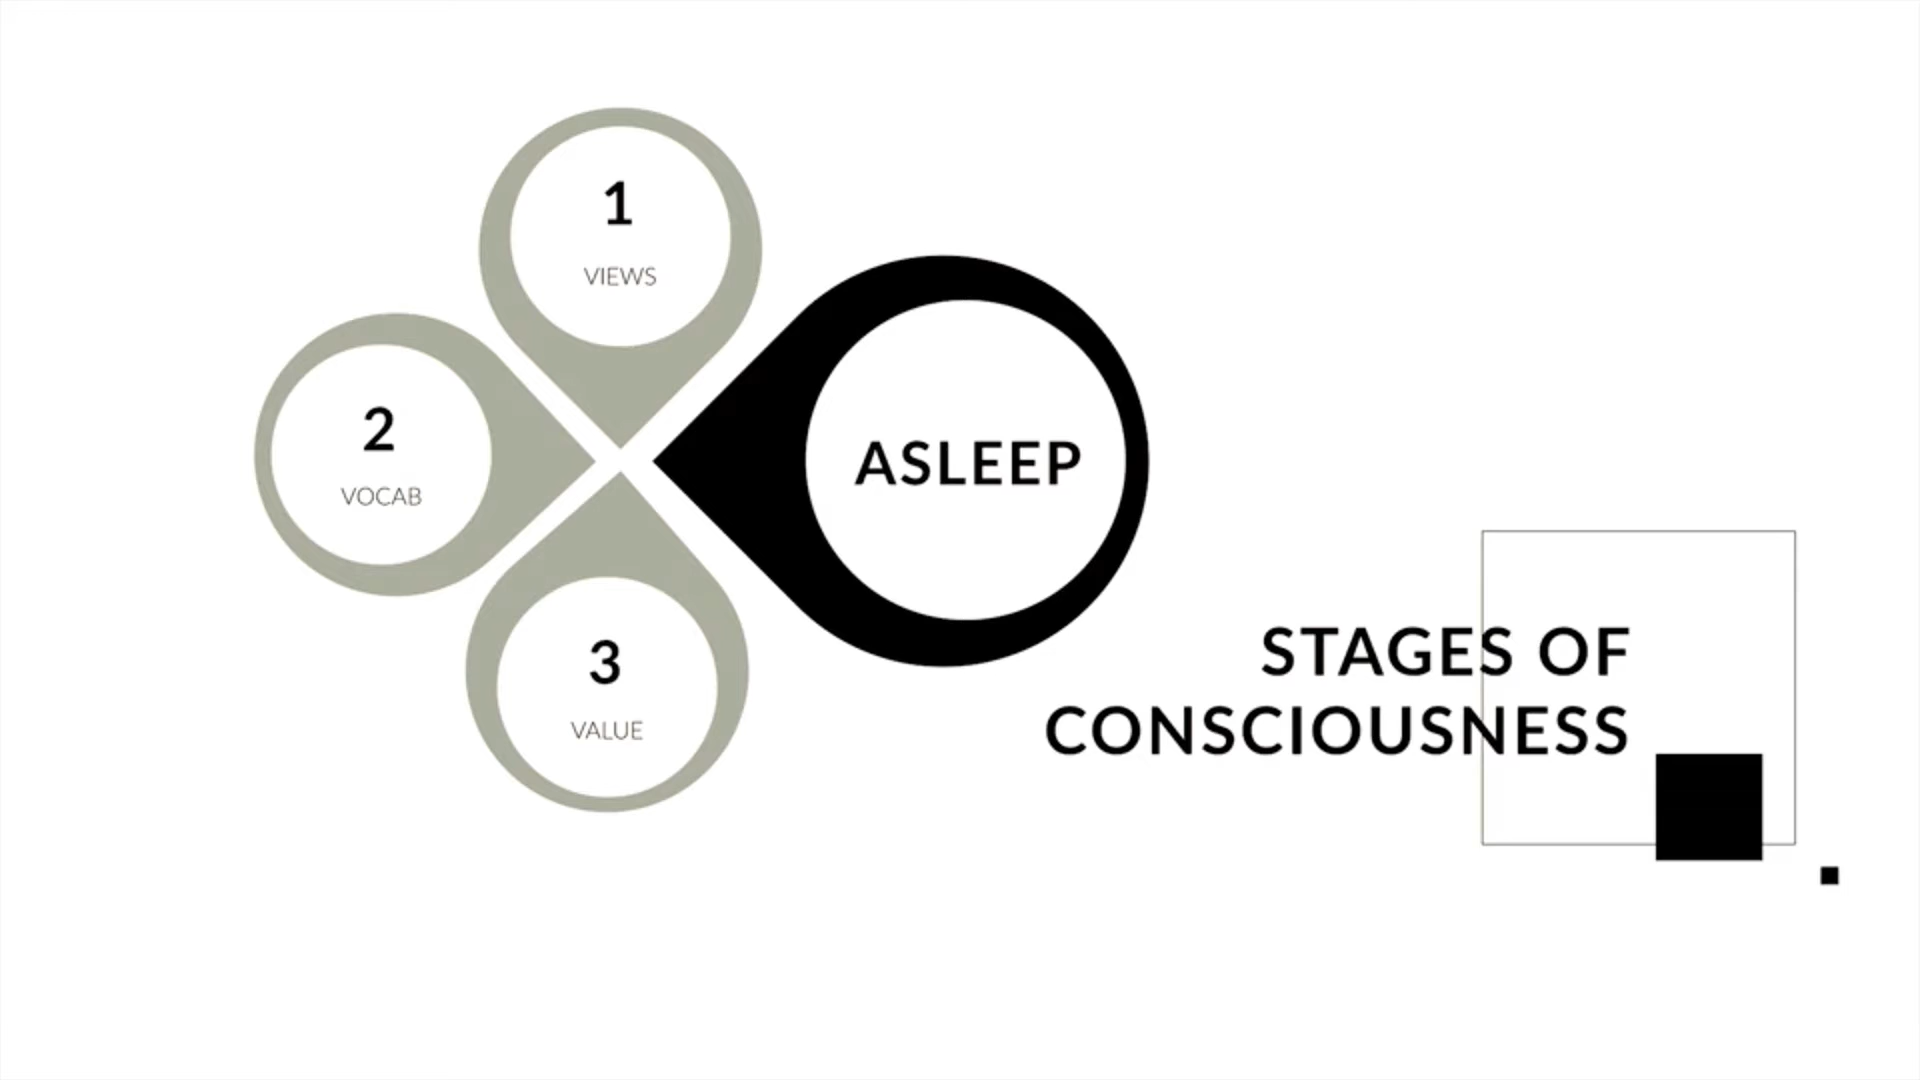 1
VIEWS
2
VOCAB
3
VALUE
ASLEEP
STAGES OF
CONSCIOUSNESS